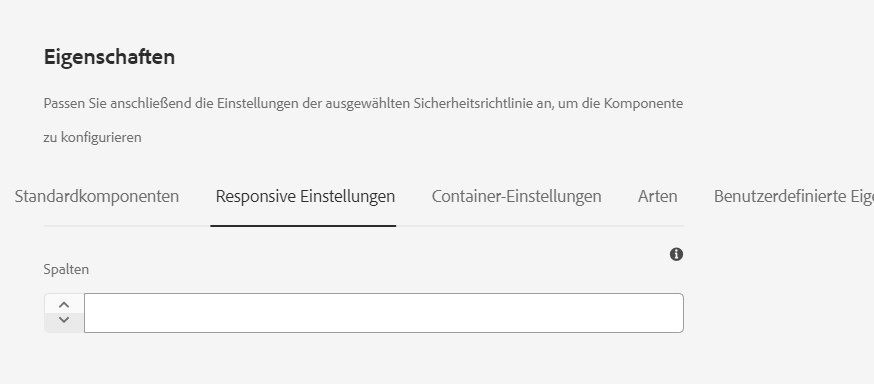 Eigenschaften
Passen Sie anschließend die Einstellungen der ausgewählten Sicherheitsrichtlinie an, um die Komponente
zu konfigurieren
Standardkomponenten Responsive Einstellungen Container-Einstellungen Arten Benutzerdefinierte Eige
Spalten